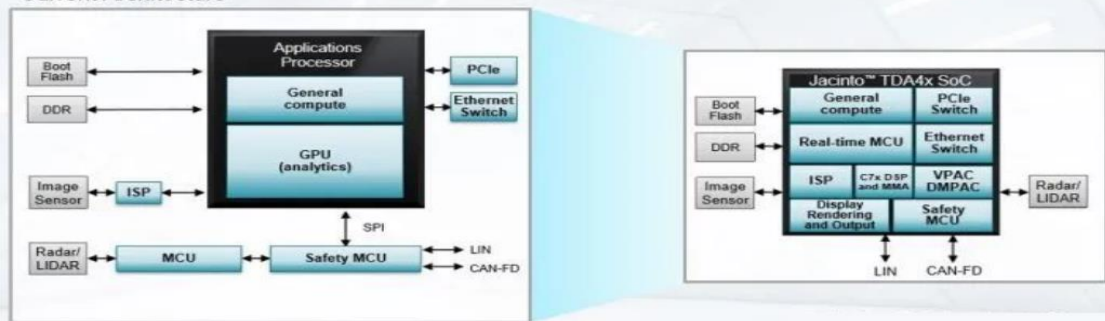 Applications
Processor
Boot
Flash
General
compute
PCIe
DDR
Ethernet
Switch
GPU
(analytics)
Image
Sensor
ISP
SPI
Radar/
LIDAR
MCU
Safety MCU
LIN
CAN-FD
Jacinto™ TDA4x SoC
Boot
Flash
General
compute
PCIe
Switch
DDR
Real-time MCU
Ethernet
Switch
Image
Sensor
ISP
C7x DSP
and MMA
VPAC
DMPAC
Radar/
LIDAR
Display
Rendering
and Output
Safety
MCU
LIN
CAN-FD